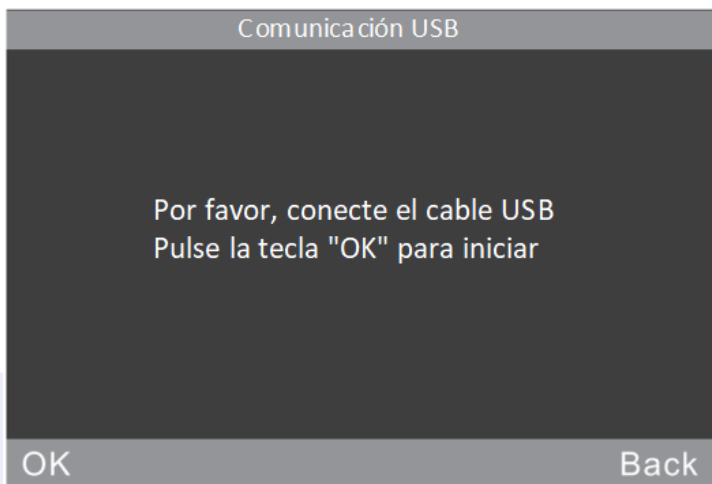 Comunicación USB
Por favor, conecte el cable USB
Pulse la tecla "OK" para iniciar
OK Back